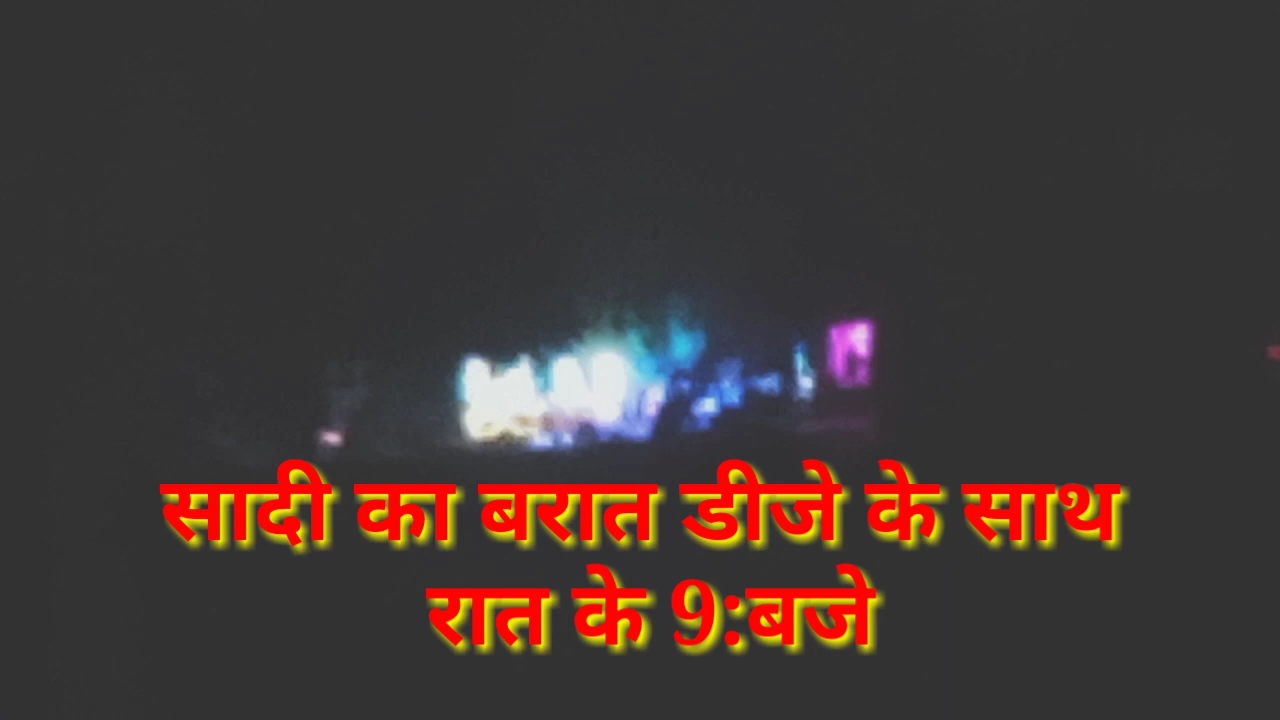 सादी का बरात डीजे के साथ
रात के 9:बजे